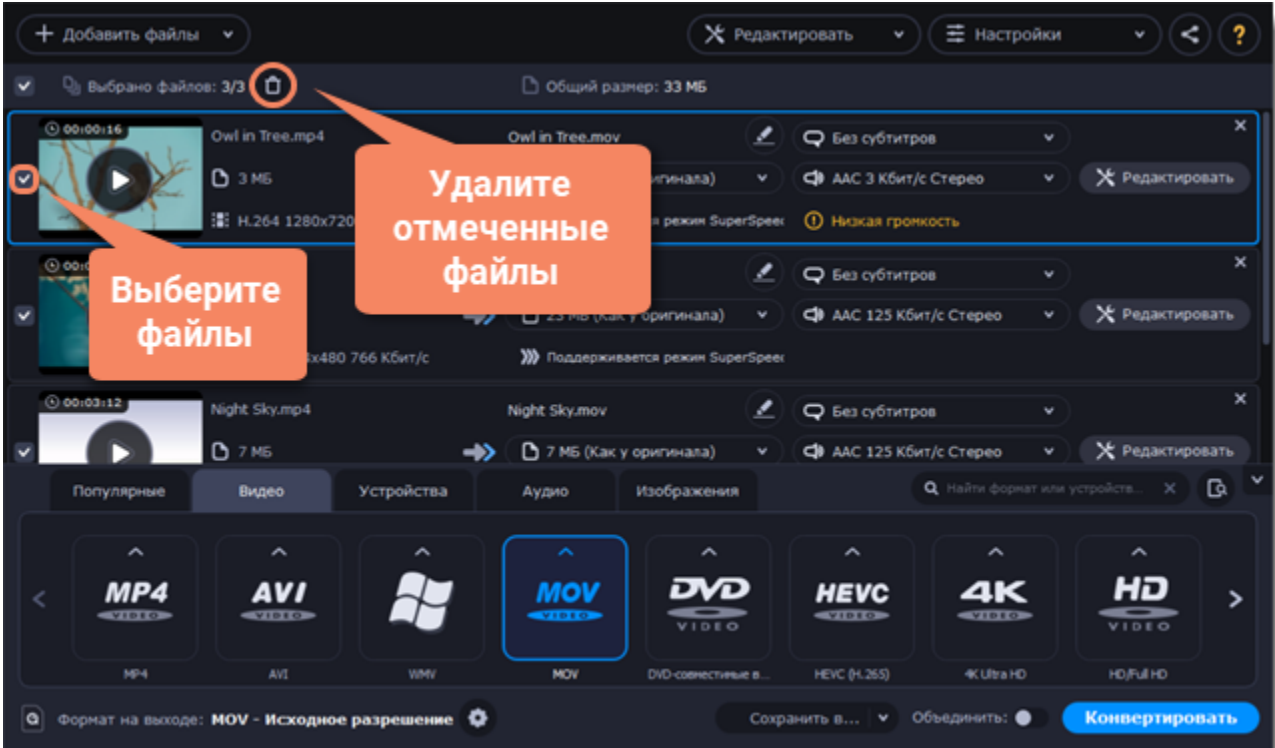 Добавить файлы
Редактировать
Настройки
?
Выбрано файлов: 3/3
Общий размер: 33 МБ
00:00:16
Owl in Tree.mp4
Owl in Tree.mov
Без субтитров
3 МБ
оригинала)
AAC 3 Кбит/с Стерео
Редактировать
H.264 1280x720
режим SuperSpeed
Низкая громкость
Удалите
отмеченные
файлы
Выберите
файлы
Без субтитров
23 МБ (Как у оригинала)
AAC 125 Кбит/с Стерео
Редактировать
x480 766 Кбит/с
Поддерживается режим SuperSpeed
00:03:12
Night Sky.mp4
Night Sky.mov
Без субтитров
7 МБ
7 МБ (Как у оригинала)
AAC 125 Кбит/с Стерео
Редактировать
Популярные
Видео
Устройства
Аудио
Изображения
Найти формат или устройств...
MP4 VIDEO
AVI VIDEO
MOV VIDEO
DVD VIDEO
HEVC VIDEO
4K VIDEO
HD VIDEO
MP4
AVI
WMV
MOV
DVD-совместимые в...
HEVC (H.265)
4K Ultra HD
HD/Full HD
Формат на выходе: MOV - Исходное разрешение
Сохранить в...
Объединить:
Конвертировать